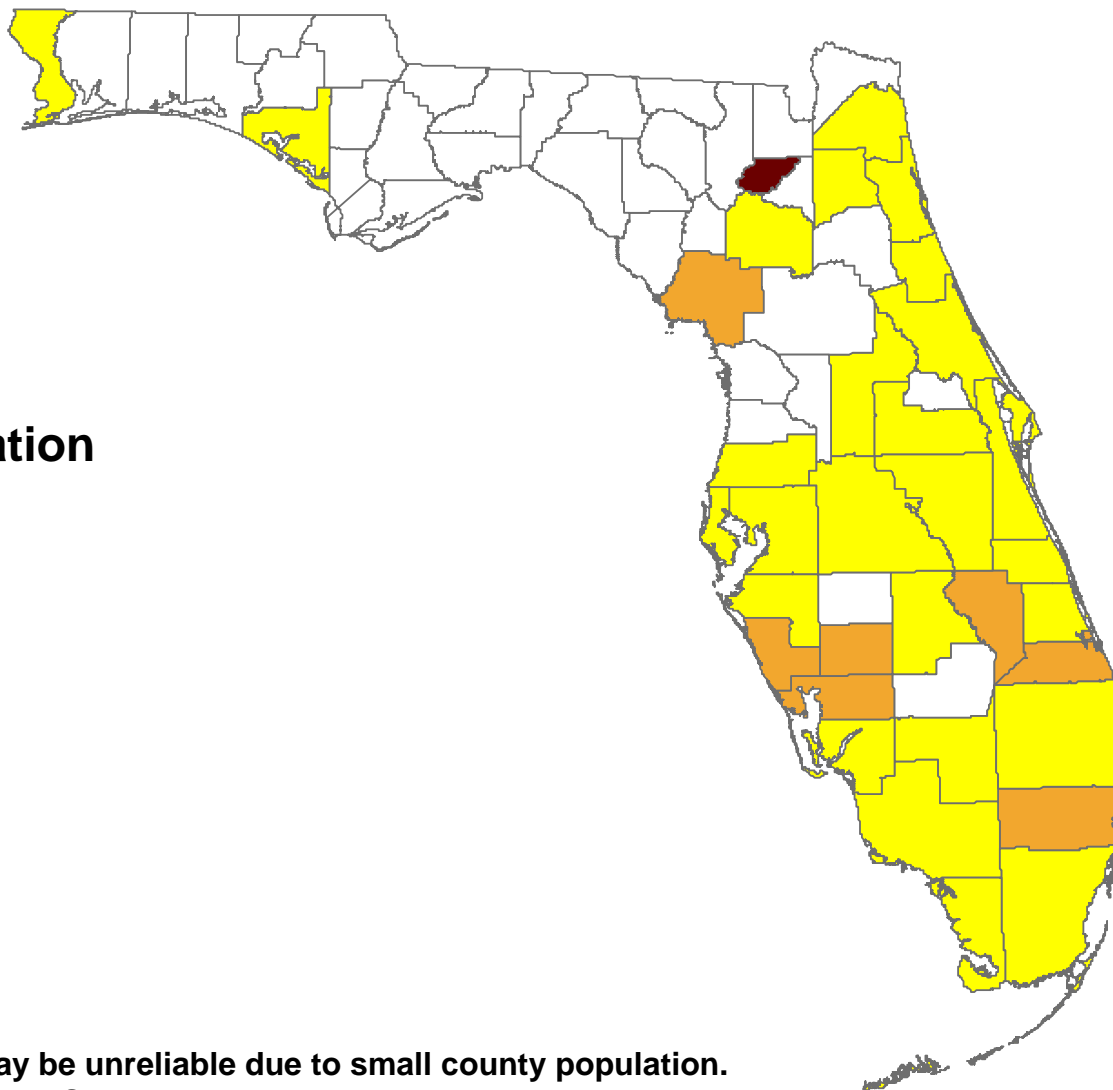 ation
ay be unreliable due to small county population.